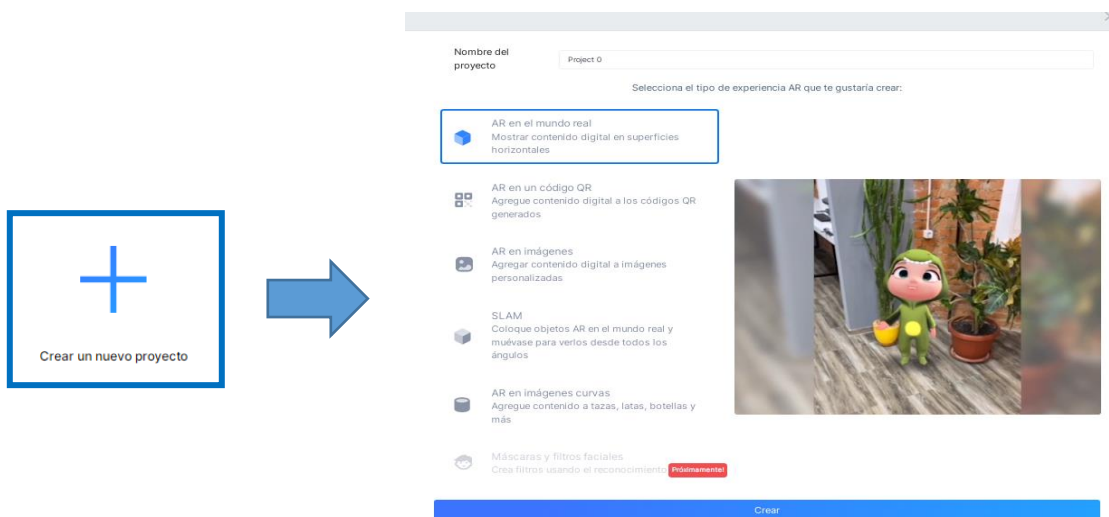 Crear un nuevo proyecto
Nombre del
proyecto
Project 0
Selecciona el tipo de experiencia AR que te gustaría crear:
AR en el mundo real
Mostrar contenido digital en superficies
horizontales
AR en un código QR
Agregue contenido digital a los códigos QR
generados
AR en imágenes
Agregar contenido digital a imágenes
personalizadas
SLAM
Coloque objetos AR en el mundo real y
muévase para verlos desde todos los
ángulos
AR en imágenes curvas
Agregue contenido a tazas, latas, botellas y
más
Máscaras y filtros faciales
Crea filtros usando el reconocimiento
Próximamente!
Crear